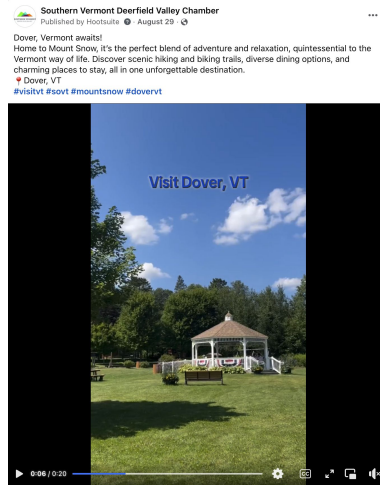 Southern Vermont Deerfield Valley Chamber
Published by Hootsuite · August 29 ·
Dover, Vermont awaits!
Home to Mount Snow, it's the perfect blend of adventure and relaxation, quintessential to the
Vermont way of life. Discover scenic hiking and biking trails, diverse dining options, and
charming places to stay, all in one unforgettable destination.
📍Dover, VT
#visitvt #sovt #mountsnow #dovervt
Visit Dover, VT
0:06 / 0:20
CC